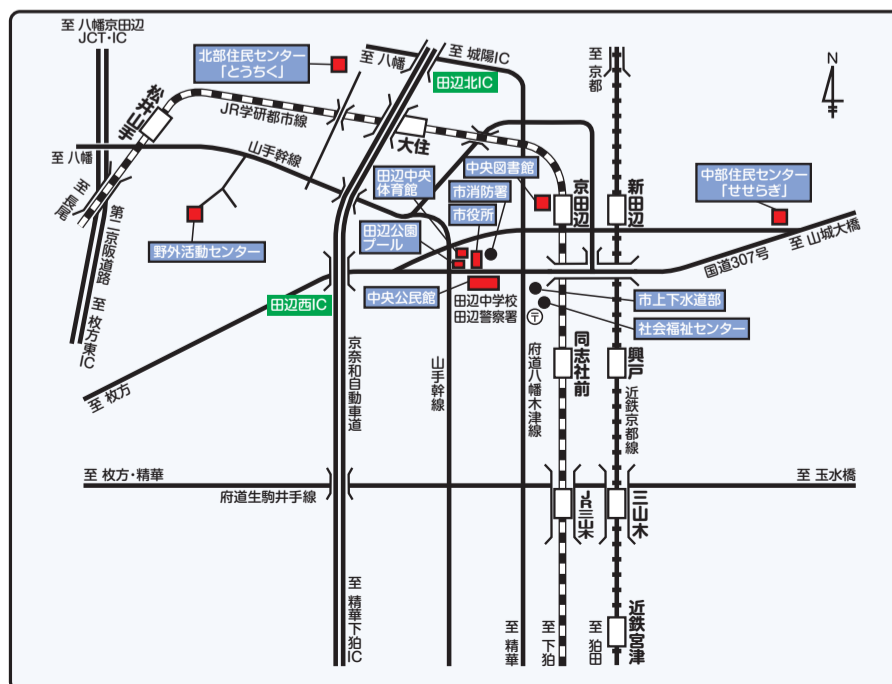 至 八幡京田辺
JCT・IC
北部住民センター
「とうちく」
至 八幡
至 城陽IC
田辺北IC
至 京都
N
松井山手
JR学研都市線
大住
山手幹線
至 八幡
至 長尾
第二京阪道路
至 枚方東IC
野外活動センター
田辺中央
体育館
中央図書館
市消防署
市役所
田辺公園
プール
京田辺
新田辺
中部住民センター
「せせらぎ」
至 山城大橋
国道307号
田辺西IC
中央公民館
田辺中学校
田辺警察署
〒
市上下水道部
社会福祉センター
至 枚方
京奈和自動車道
山手幹線
府道八幡木津線
同志社前
興戸
近鉄京都線
至 枚方・精華
府道生駒井手線
至 玉水橋
JR三山木
三山木
至 精華下狛IC
至 精華
至 下狛
至 狛田
近鉄宮津